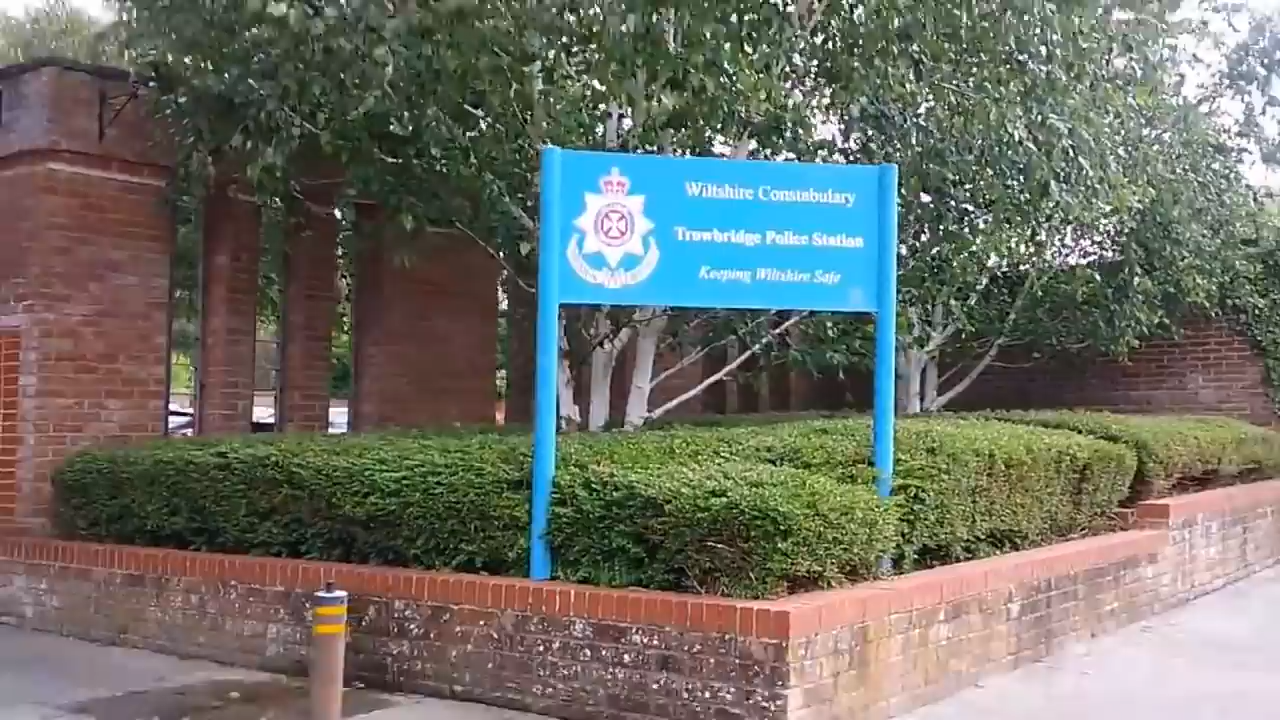 Wiltshire Constabulary
Trowbridge Police Station
Keeping Wiltshire Safe